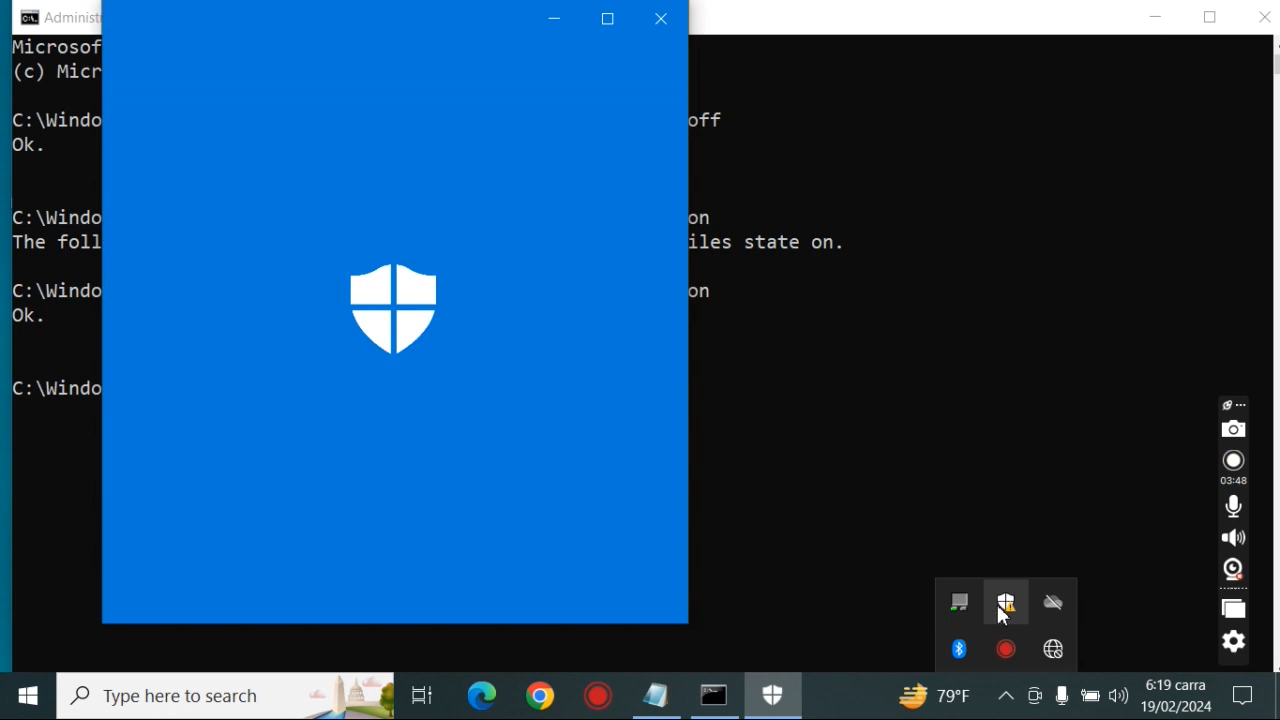 Administ
Microsof
(c) Micr
C:\Windo off
Ok.
C:\Windo on
The foll iles state on.
C:\Windo on
Ok.
C:\Windo
03:48
Type here to search
79°F
6:19 carra
19/02/2024